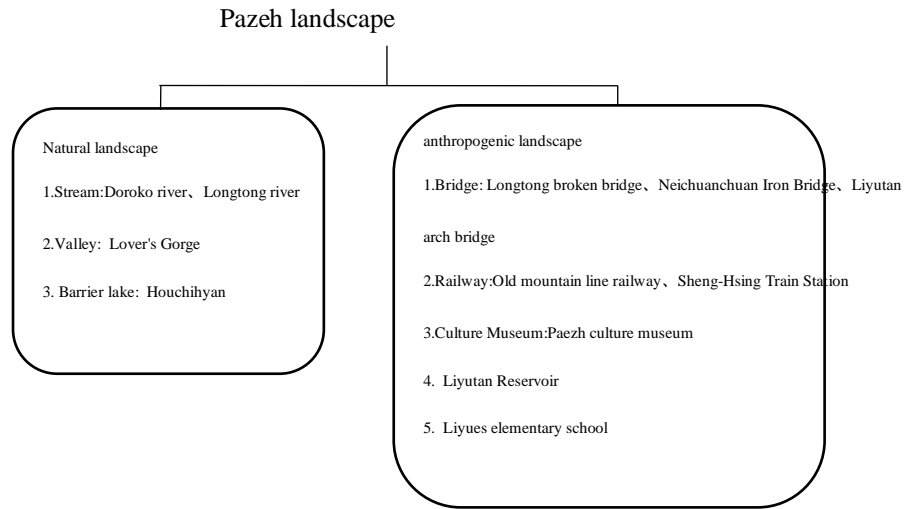 Pazeh landscape
Natural landscape
1.Stream:Doroko river、Longtong river
2.Valley: Lover's Gorge
3. Barrier lake: Houchihyan
anthropogenic landscape
1.Bridge: Longtong broken bridge、Neichuanchuan Iron Bridge、Liyutan
arch bridge
2.Railway:Old mountain line railway、Sheng-Hsing Train Station
3.Culture Museum:Paezh culture museum
4. Liyutan Reservoir
5. Liyues elementary school